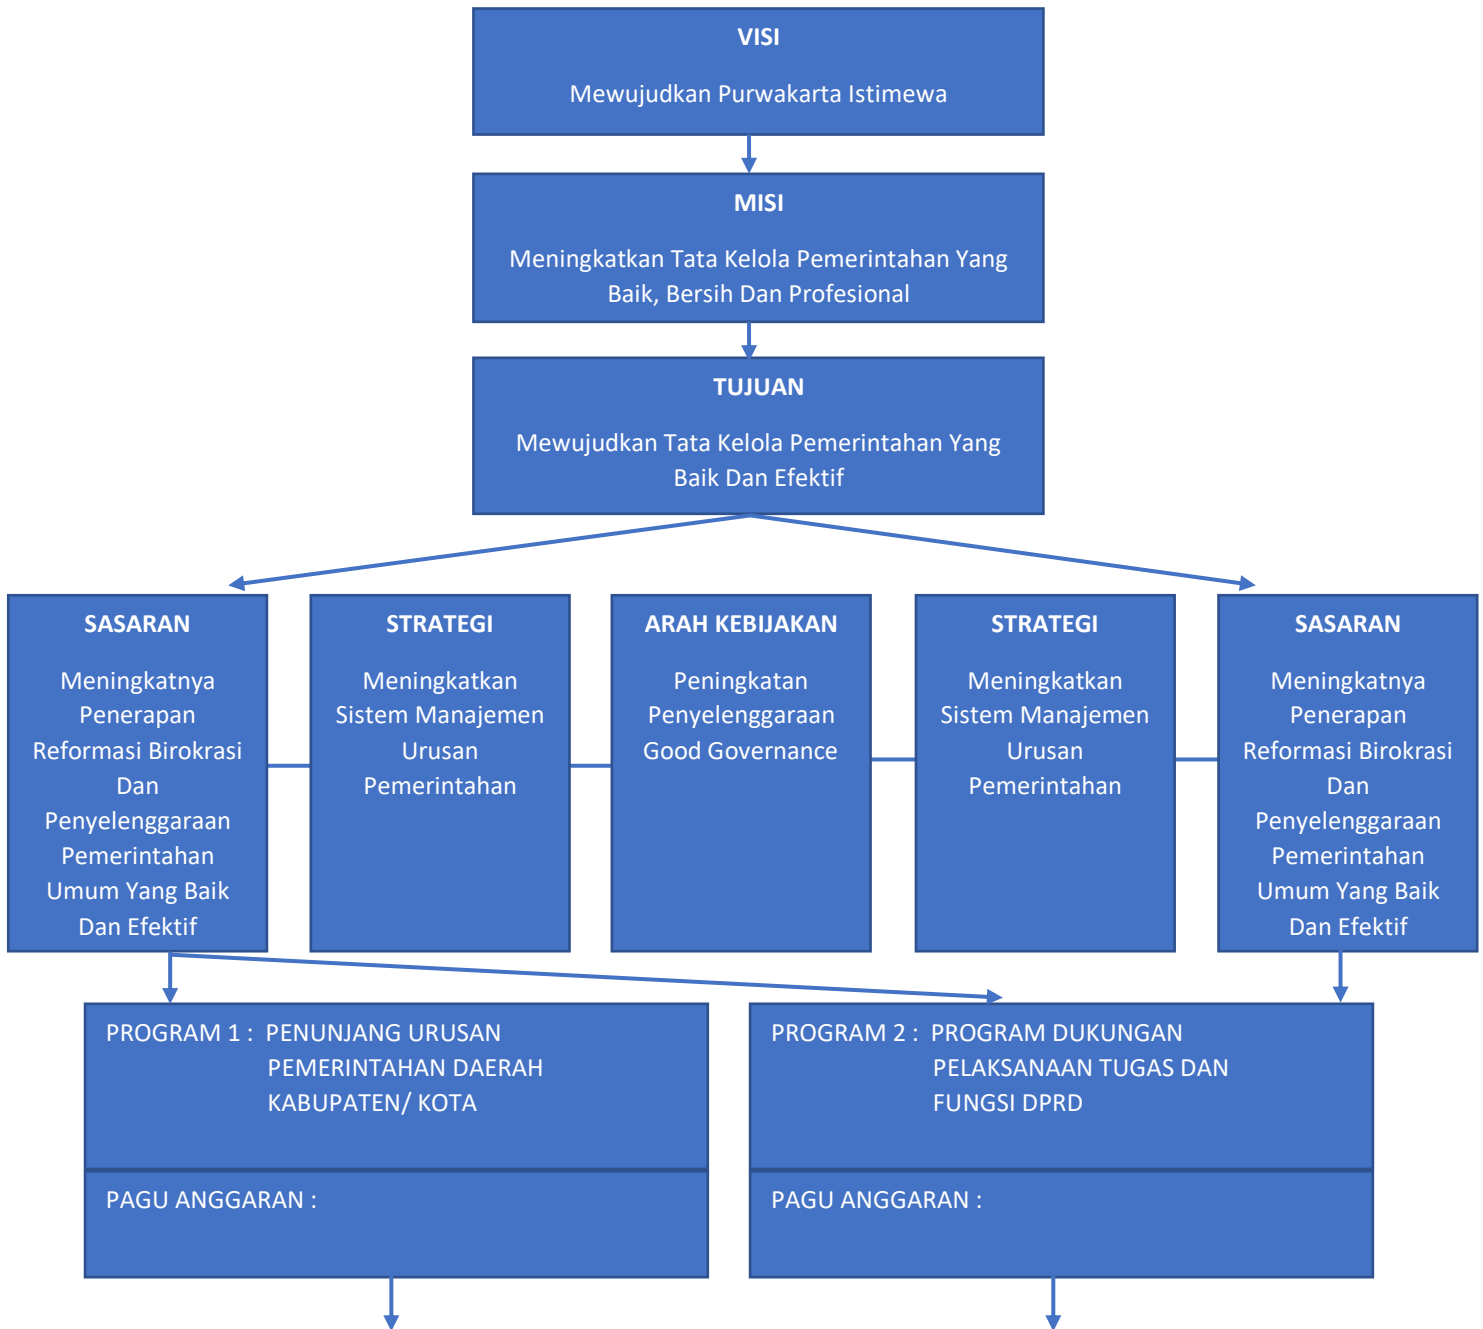 VISI
Mewujudkan Purwakarta Istimewa
MISI
Meningkatkan Tata Kelola Pemerintahan Yang
Baik, Bersih Dan Profesional
TUJUAN
Mewujudkan Tata Kelola Pemerintahan Yang
Baik Dan Efektif
SASARAN
Meningkatnya
Penerapan
Reformasi Birokrasi
Dan
Penyelenggaraan
Pemerintahan
Umum Yang Baik
Dan Efektif
STRATEGI
Meningkatkan
Sistem Manajemen
Urusan
Pemerintahan
ARAH KEBIJAKAN
Peningkatan
Penyelenggaraan
Good Governance
STRATEGI
Meningkatkan
Sistem Manajemen
Urusan
Pemerintahan
SASARAN
Meningkatnya
Penerapan
Reformasi Birokrasi
Dan
Penyelenggaraan
Pemerintahan
Umum Yang Baik
Dan Efektif
PROGRAM 1 : PENUNJANG URUSAN
PEMERINTAHAN DAERAH
KABUPATEN/ KOTA
PAGU ANGGARAN :
PROGRAM 2 : PROGRAM DUKUNGAN
PELAKSANAAN TUGAS DAN
FUNGSI DPRD
PAGU ANGGARAN :